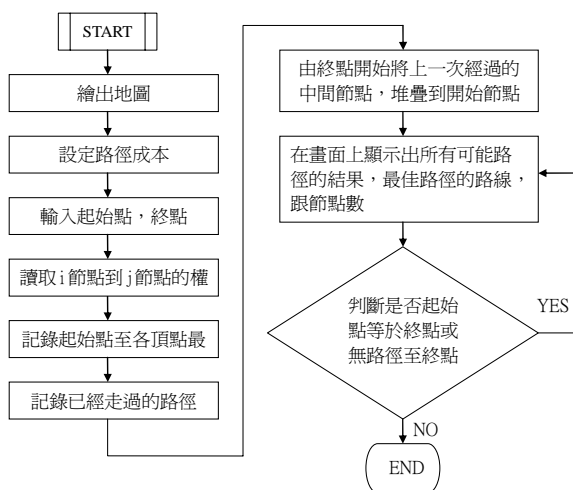 START
繪出地圖
設定路徑成本
輸入起始點，終點
讀取i節點到j節點的權
記錄起始點至各頂點最
記錄已經走過的路徑
由終點開始將上一次經過的
中間節點，堆疊到開始節點
在畫面上顯示出所有可能路
徑的結果，最佳路徑的路線，
跟節點數
判斷是否起始
點等於終點或
無路徑至終點
YES
NO
END